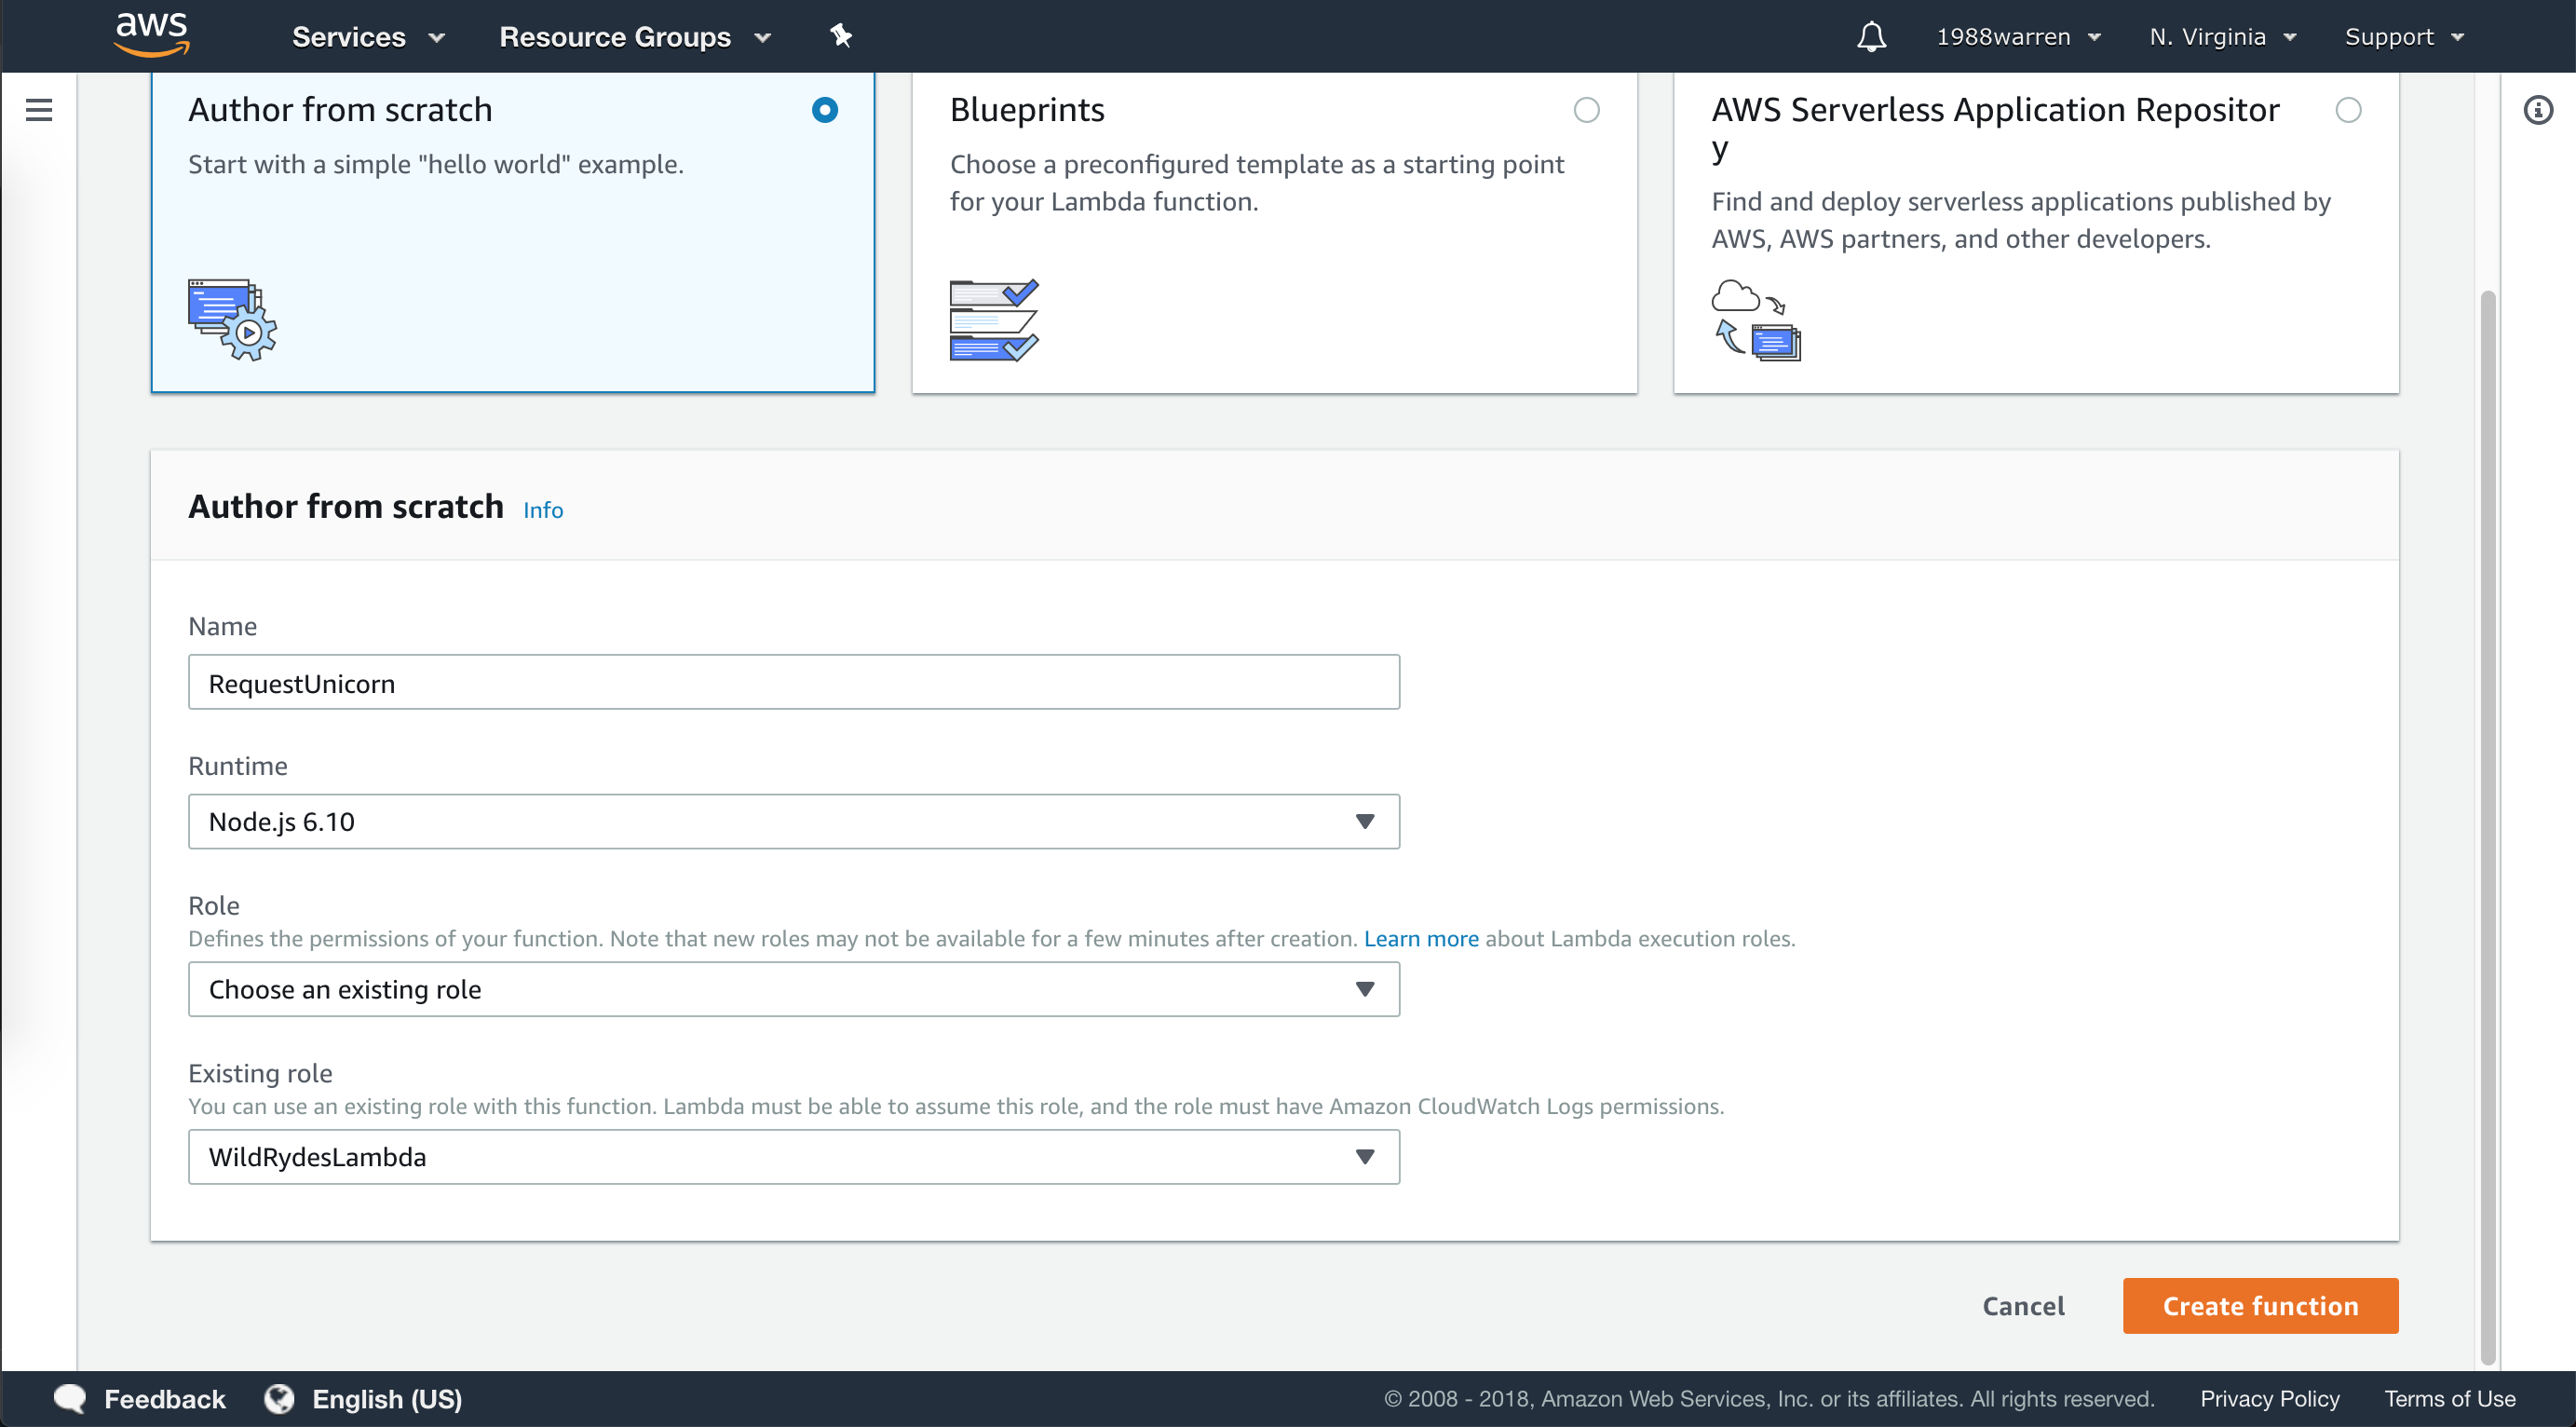 aws Services Resource Groups 1988warren N. Virginia Support
Author from scratch
Start with a simple "hello world" example.
Blueprints
Choose a preconfigured template as a starting point
for your Lambda function.
AWS Serverless Application Repositor
y
Find and deploy serverless applications published by
AWS, AWS partners, and other developers.
Author from scratch Info
Name
RequestUnicorn
Runtime
Node.js 6.10
Role
Defines the permissions of your function. Note that new roles may not be available for a few minutes after creation. Learn more about Lambda execution roles.
Choose an existing role
Existing role
You can use an existing role with this function. Lambda must be able to assume this role, and the role must have Amazon CloudWatch Logs permissions.
WildRydesLambda
Cancel Create function
Feedback English (US) © 2008 - 2018, Amazon Web Services, Inc. or its affiliates. All rights reserved. Privacy Policy Terms of Use